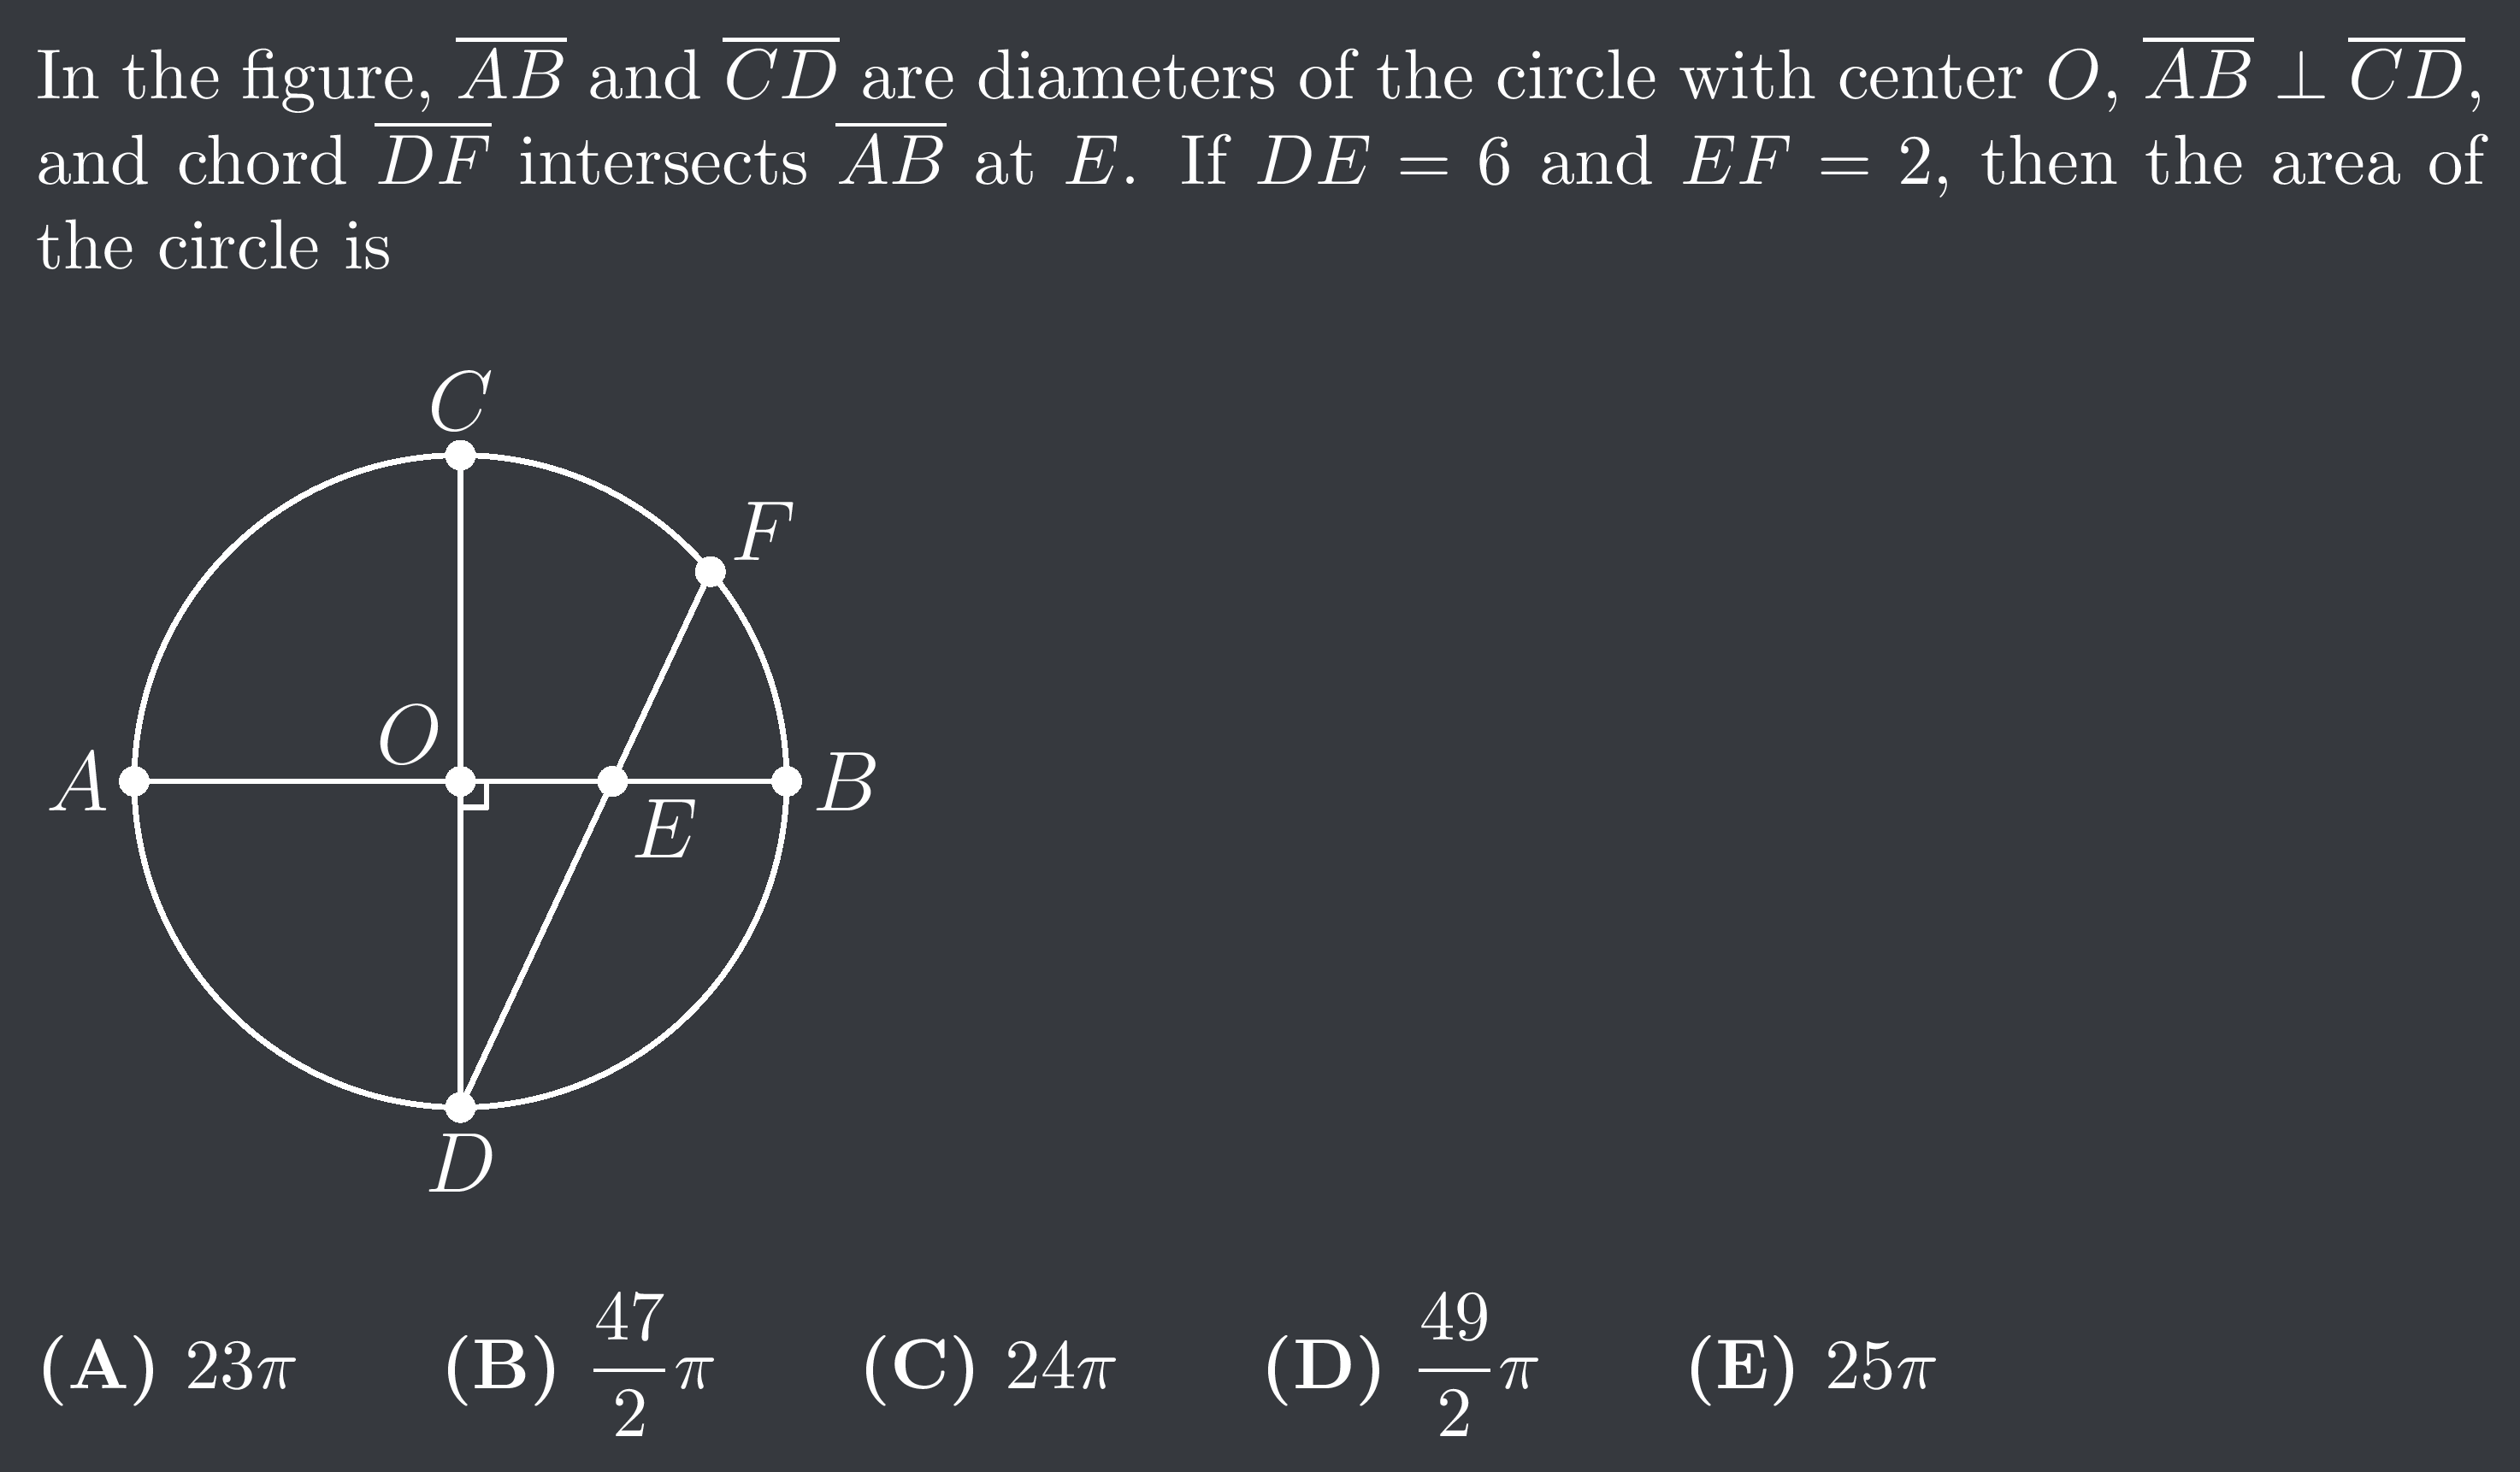 In the figure, $\overline{AB}$ and $\overline{CD}$ are diameters of the circle with center $O$, $\overline{AB} \perp \overline{CD}$,
and chord $\overline{DF}$ intersects $\overline{AB}$ at $E$. If $DE = 6$ and $EF = 2$, then the area of
the circle is
C
F
O
A
B
E
D
(A) $23\pi$ (B) $\dfrac{47}{2}\pi$ (C) $24\pi$ (D) $\dfrac{49}{2}\pi$ (E) $25\pi$